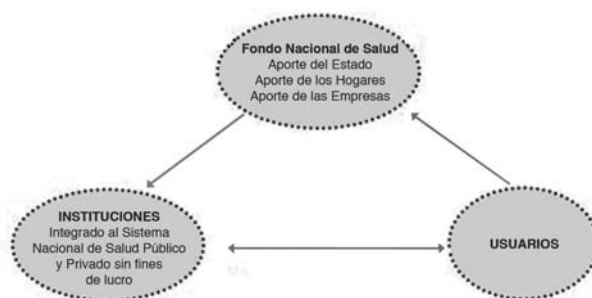 Fondo Nacional de Salud
Aporte del Estado
Aporte de los Hogares
Aporte de las Empresas
INSTITUCIONES
Integrado al Sistema
Nacional de Salud Público
y Privado sin fines
de lucro
USUARIOS